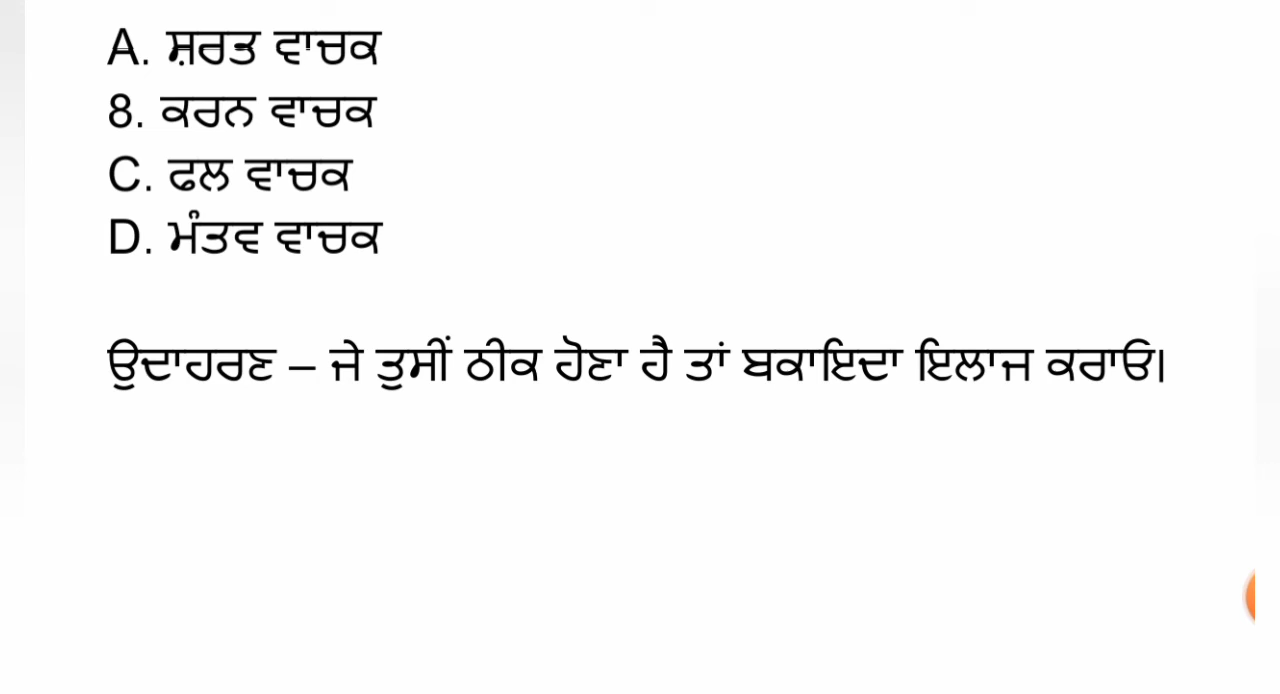 A. ਸ਼ਰਤ ਵਾਚਕ
8. ਕਰਨ ਵਾਚਕ
C. ਫਲ ਵਾਚਕ
D. ਮੰਤਵ ਵਾਚਕ
ਉਦਾਹਰਣ – ਜੇ ਤੁਸੀਂ ਠੀਕ ਹੋਣਾ ਹੈ ਤਾਂ ਬਕਾਇਦਾ ਇਲਾਜ ਕਰਾਓ।